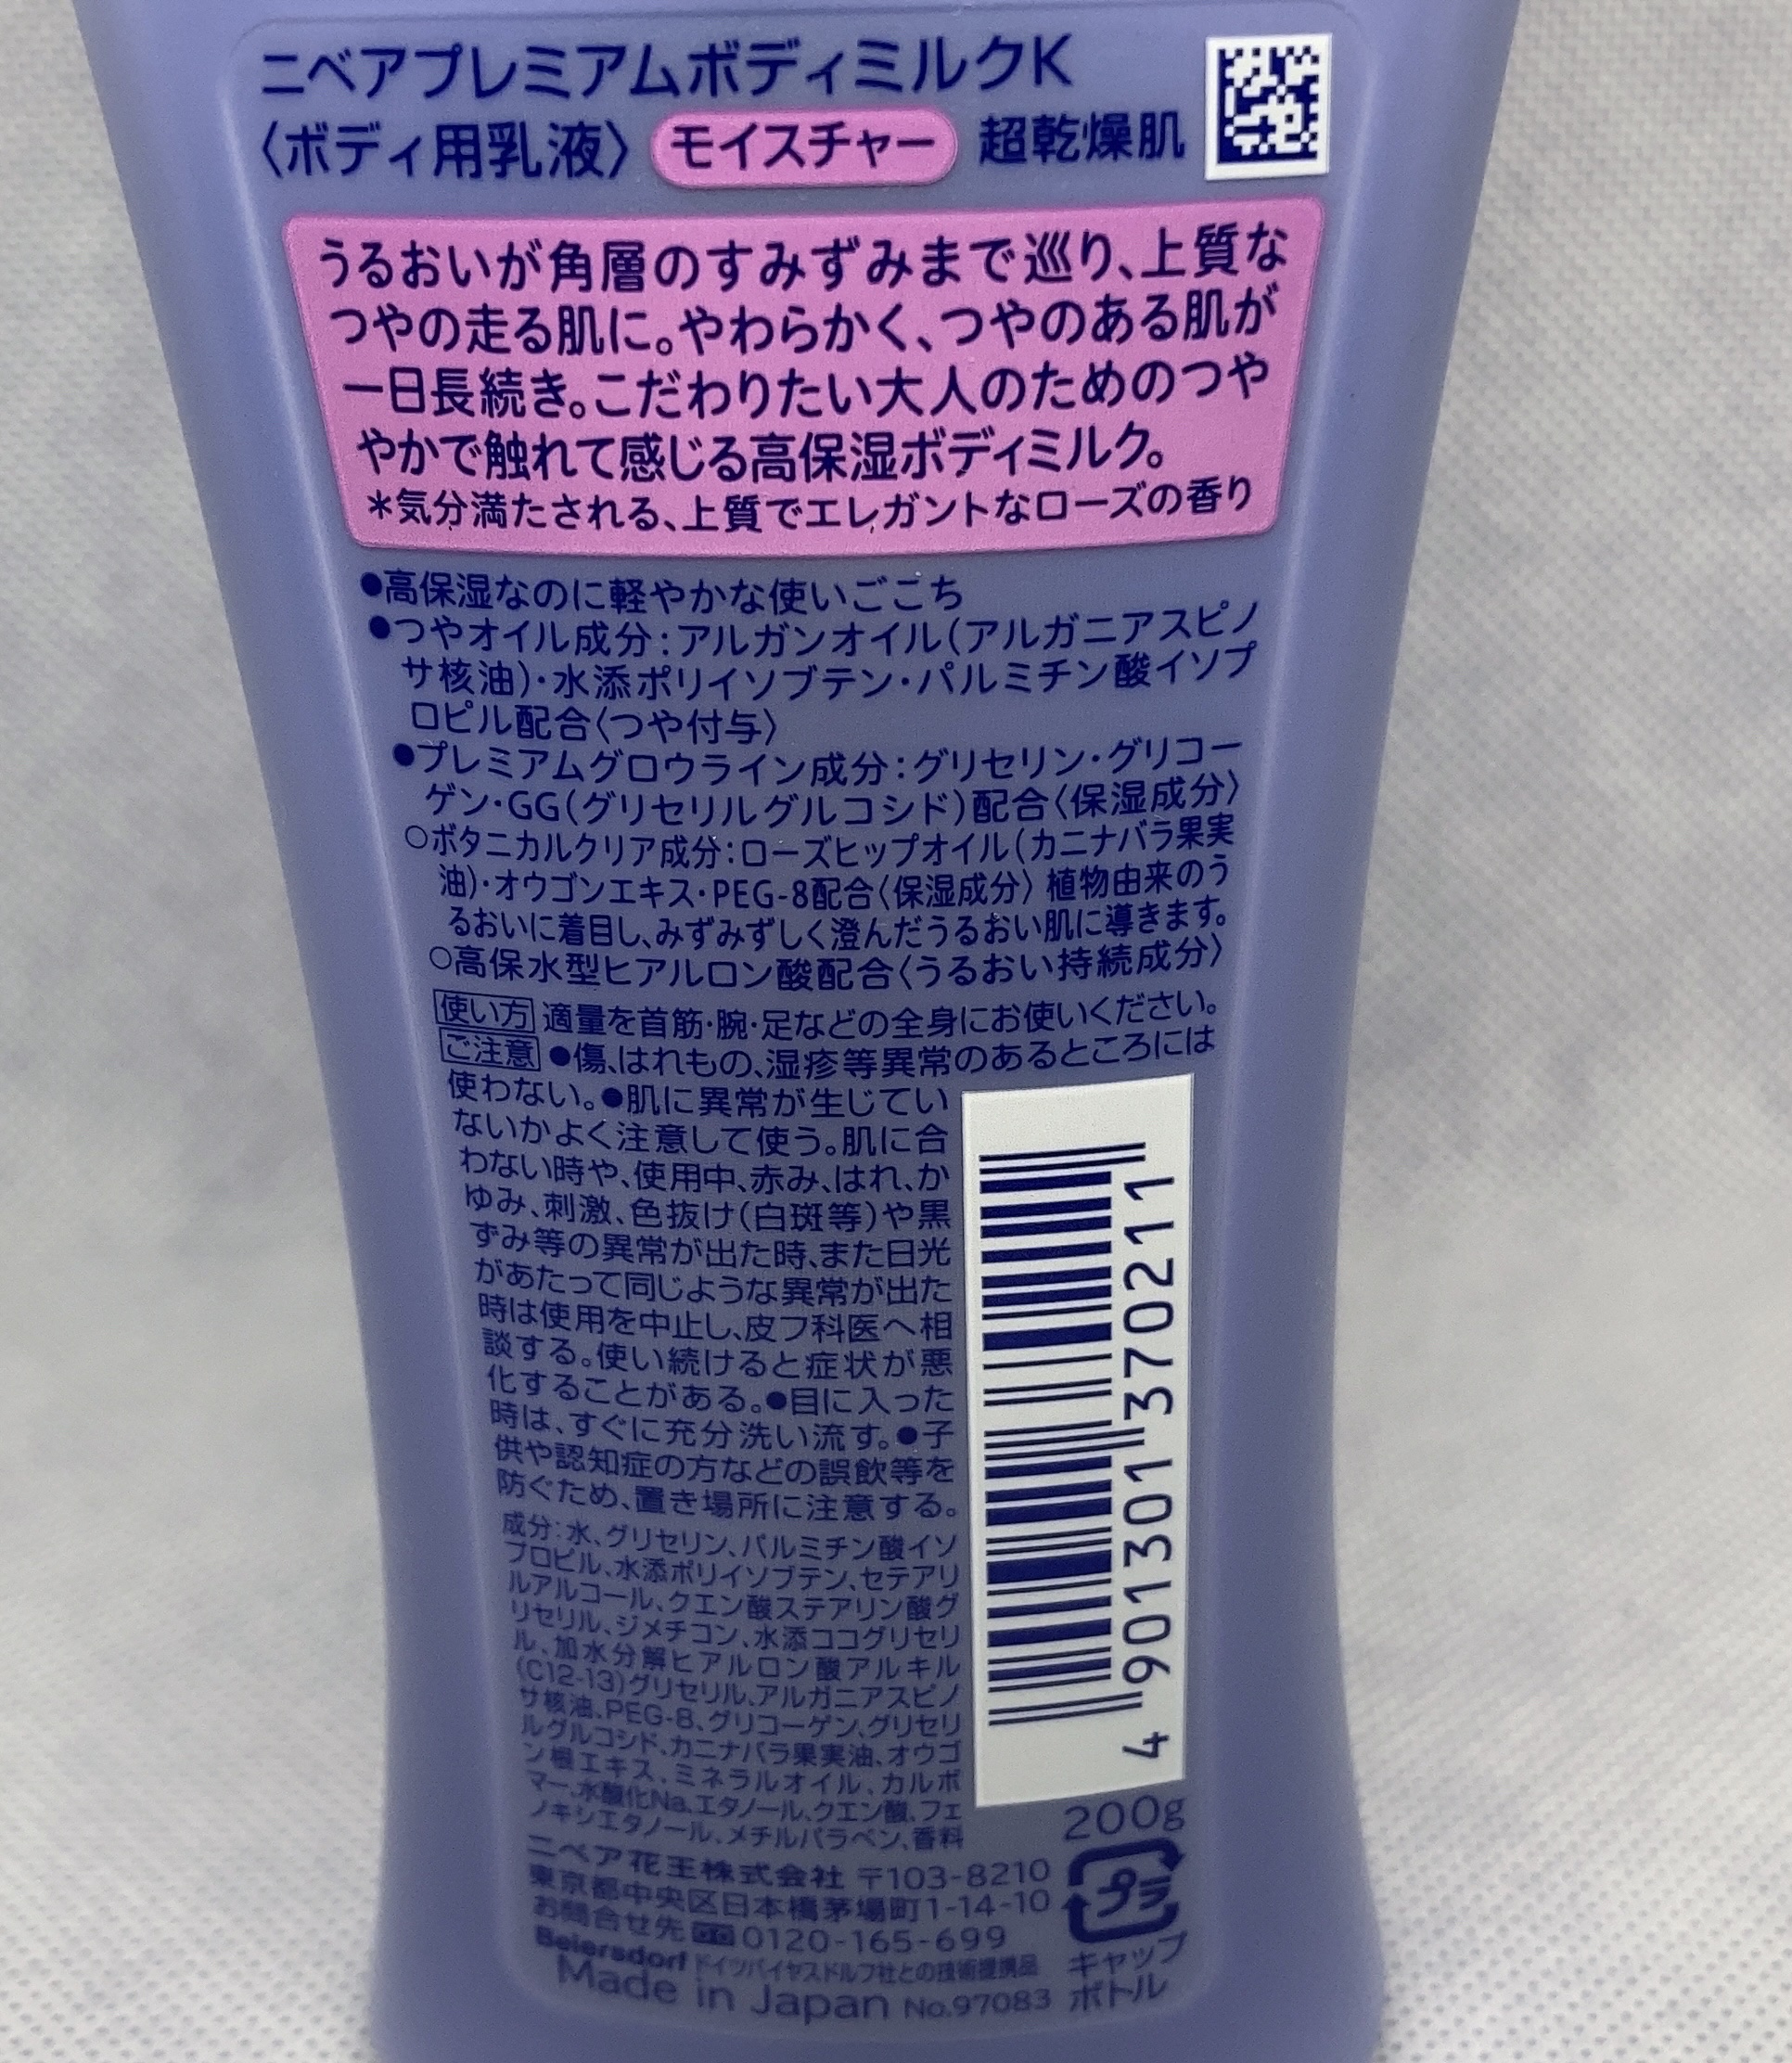 ニベアプレミアムボディミルクK
〈ボディ用乳液〉 モイスチャー 超乾燥肌
うるおいが角層のすみずみまで巡り、上質な
つやの走る肌に。やわらかく、つやのある肌が
一日長続き。こだわりたい大人のためのつや
やかで触れて感じる高保湿ボディミルク。
＊気分満たされる、上質でエレガントなローズの香り
●高保湿なのに軽やかな使いごこち
●つやオイル成分：アルガンオイル（アルガニアスピノ
サ核油）・水添ポリイソブテン・パルミチン酸イソプ
ロピル配合〈つや付与〉
●プレミアムグロウライン成分：グリセリン・グリコー
ゲン・GG（グリセリルグルコシド）配合〈保湿成分〉
○ボタニカルクリア成分：ローズヒップオイル（カニナバラ果実
油）・オウゴンエキス・PEG-8配合〈保湿成分〉 植物由来のう
るおいに着目し、みずみずしく澄んだうるおい肌に導きます。
○高保水型ヒアルロン酸配合〈うるおい持続成分〉
使い方 適量を首筋・腕・足などの全身にお使いください。
ご注意 ●傷、はれもの、湿疹等異常のあるところには
使わない。●肌に異常が生じてい
ないかよく注意して使う。肌に合
わない時や、使用中、赤み、はれ、か
ゆみ、刺激、色抜け（白斑等）や黒
ずみ等の異常が出た時、また日光
があたって同じような異常が出た
時は使用を中止し、皮フ科医へ相
談する。使い続けると症状が悪
化することがある。●目に入った
時は、すぐに充分洗い流す。●子
供や認知症の方などの誤飲等を
防ぐため、置き場所に注意する。
成分：水、グリセリン、パルミチン酸イソ
プロピル、水添ポリイソブテン、セテアリ
ルアルコール、クエン酸ステアリン酸グ
リセリル、ジメチコン、水添ココグリセリ
ル、加水分解ヒアルロン酸アルキル
(C12-13)グリセリル、アルガニアスピノ
サ核油、PEG-8、グリコーゲン、グリセリ
ルグルコシド、カニナバラ果実油、オウゴ
ン根エキス、ミネラルオイル、カルボ
マー、水酸化Na、エタノール、クエン酸、フェ
ノキシエタノール、メチルパラベン、香料
4 901301 370211
200g
ニベア花王株式会社 〒103-8210
東京都中央区日本橋茅場町1-14-10
お問合せ先 0120-165-699
Beiersdorf ドイツバイヤスドルフ社との技術提携品
Made in Japan No.97083
プラ
キャップ
ボトル